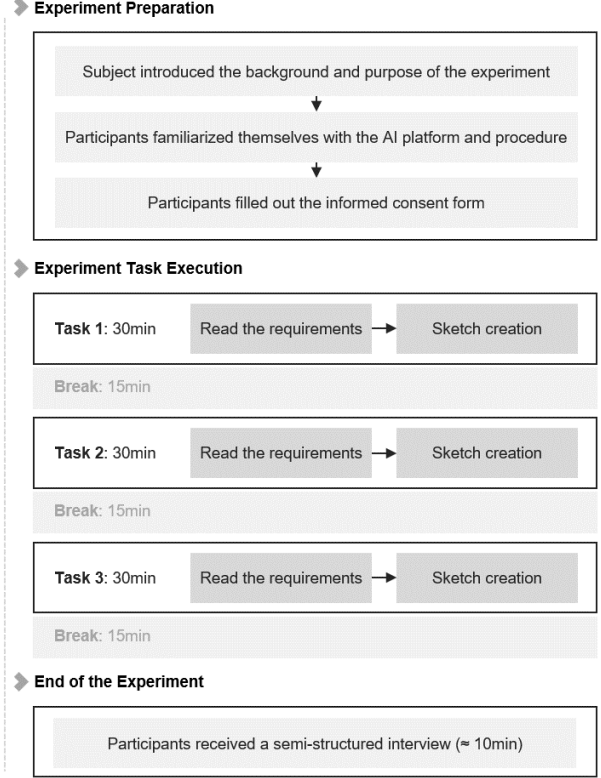 Experiment Preparation
Subject introduced the background and purpose of the experiment
Participants familiarized themselves with the AI platform and procedure
Participants filled out the informed consent form
Experiment Task Execution
Task 1: 30min Read the requirements Sketch creation
Break: 15min
Task 2: 30min Read the requirements Sketch creation
Break: 15min
Task 3: 30min Read the requirements Sketch creation
Break: 15min
End of the Experiment
Participants received a semi-structured interview (≈ 10min)